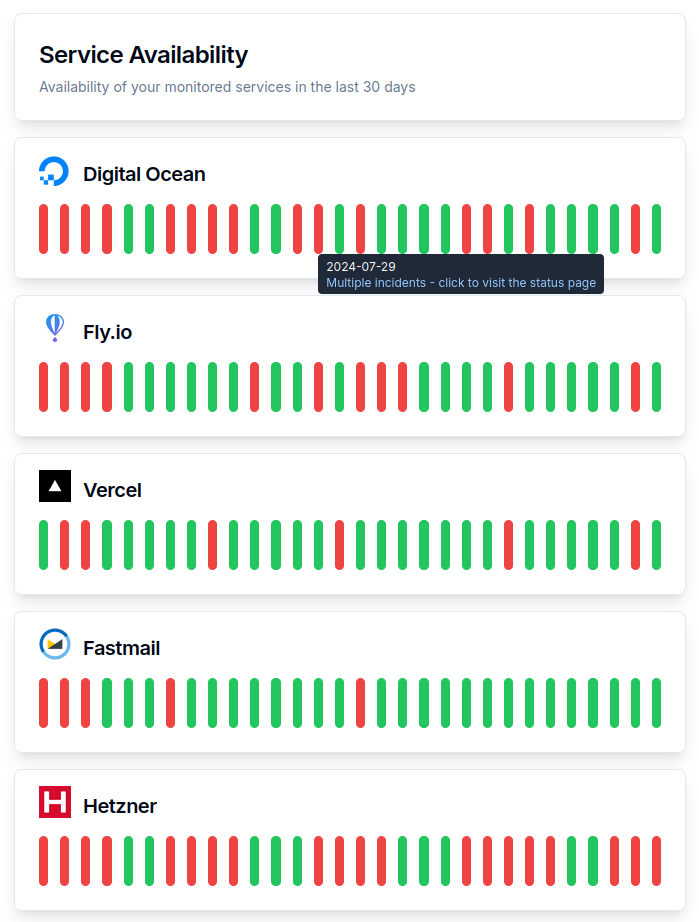 Service Availability
Availability of your monitored services in the last 30 days
Digital Ocean
2024-07-29
Multiple incidents - click to visit the status page
Fly.io
Vercel
Fastmail
H
Hetzner